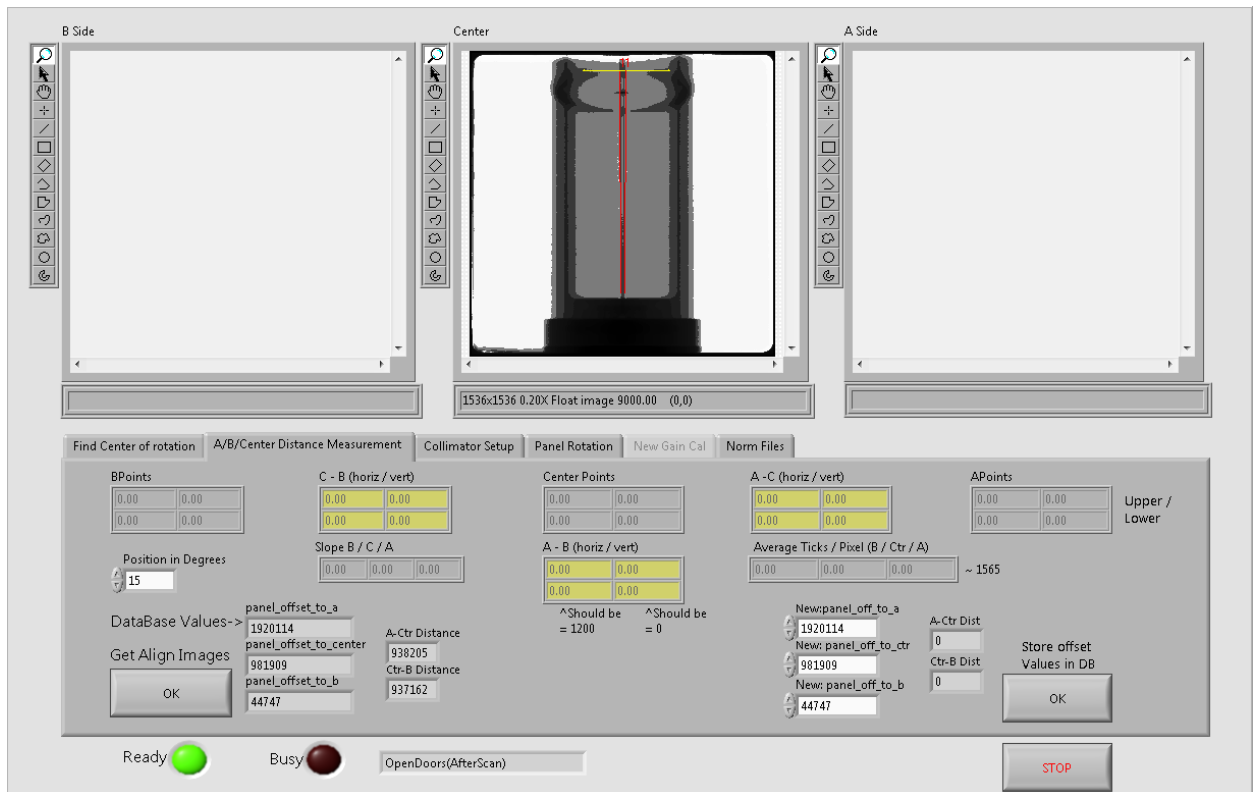 B Side
Center
A Side
1536x1536 0.20X Float image 9000.00 (0,0)
Find Center of rotation
A/B/Center Distance Measurement
Collimator Setup
Panel Rotation
New Gain Cal
Norm Files
BPoints
0.00 0.00
0.00 0.00
C - B (horiz / vert)
0.00 0.00
0.00 0.00
Center Points
0.00 0.00
0.00 0.00
A -C (horiz / vert)
0.00 0.00
0.00 0.00
APoints
0.00 0.00
0.00 0.00
Upper /
Lower
Position in Degrees
15
Slope B / C / A
0.00 0.00 0.00
A - B (horiz / vert)
0.00 0.00
0.00 0.00
^Should be
= 1200
^Should be
= 0
Average Ticks / Pixel (B / Ctr / A)
0.00 0.00 0.00
~ 1565
DataBase Values->
panel_offset_to_a
1920114
panel_offset_to_center
981909
panel_offset_to_b
44747
A-Ctr Distance
938205
Ctr-B Distance
937162
Get Align Images
OK
New:panel_off_to_a
1920114
New: panel_off_to_ctr
981909
New: panel_off_to_b
44747
A-Ctr Dist
0
Ctr-B Dist
0
Store offset
Values in DB
OK
Ready
Busy
OpenDoors(AfterScan)
STOP